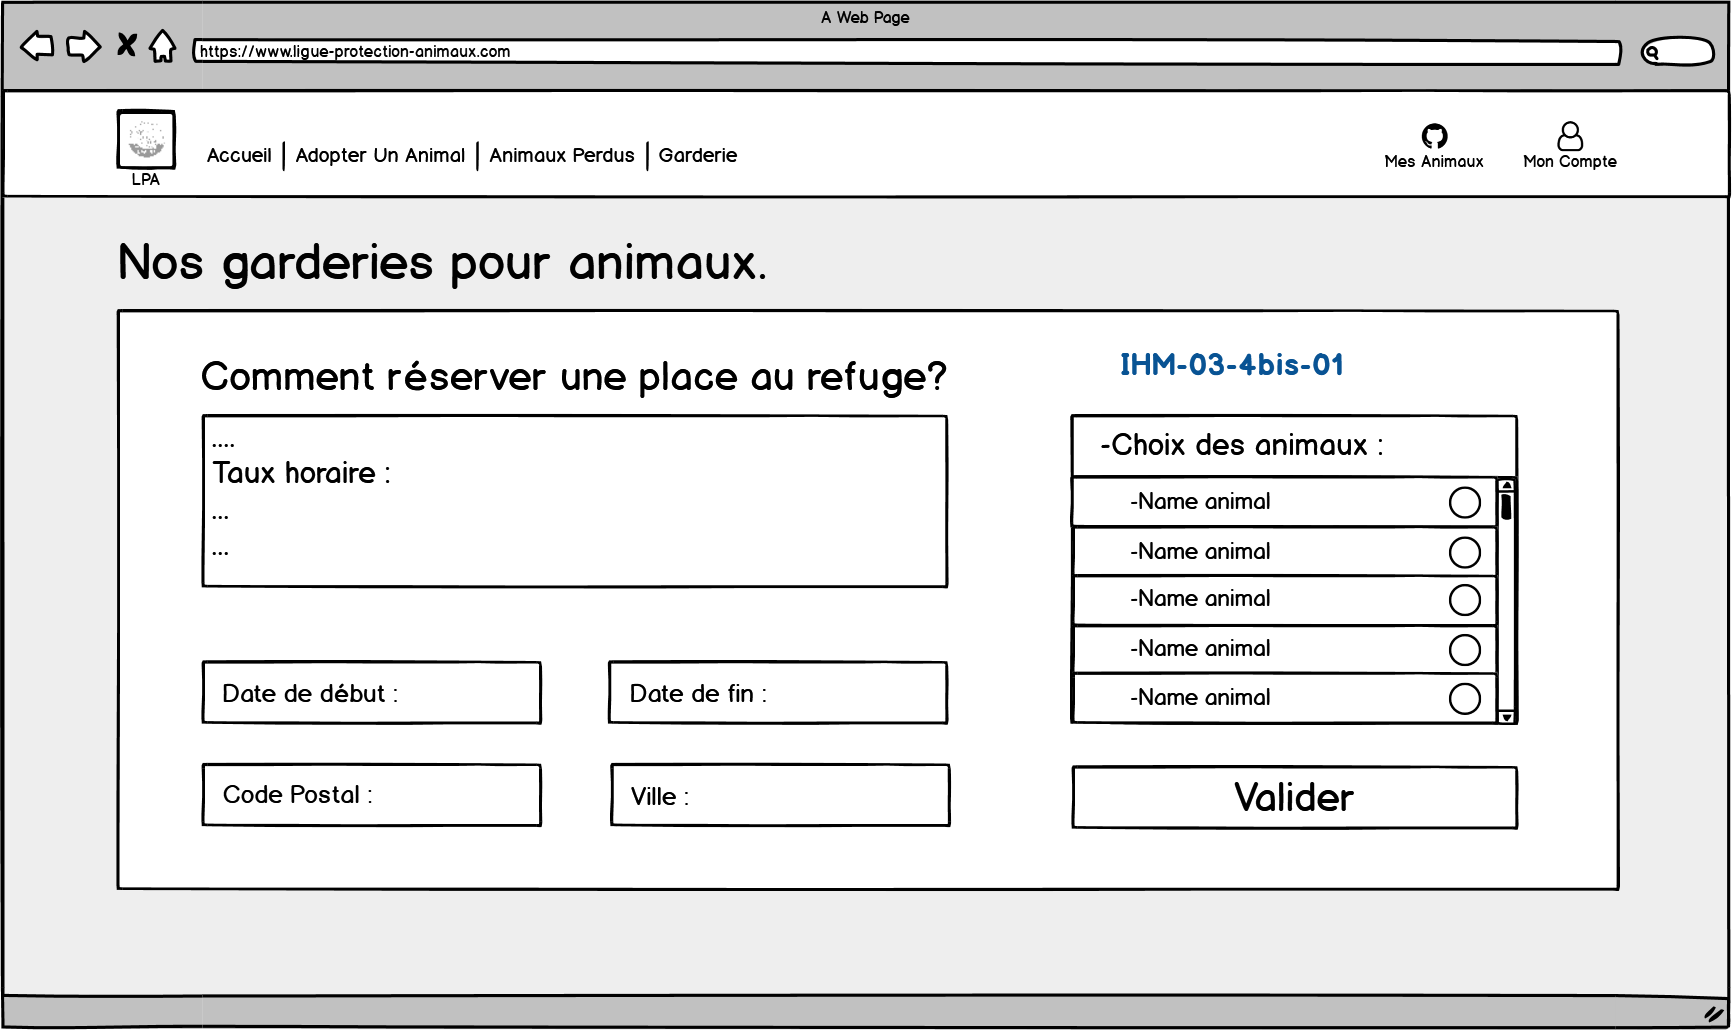 A Web Page
https://www.ligue-protection-animaux.com
LPA
Accueil | Adopter Un Animal | Animaux Perdus | Garderie
Mes Animaux
Mon Compte
Nos garderies pour animaux.
Comment réserver une place au refuge?
....
Taux horaire :
...
...
Date de début :
Date de fin :
Code Postal :
Ville :
IHM-03-4bis-01
-Choix des animaux :
-Name animal
-Name animal
-Name animal
-Name animal
-Name animal
Valider